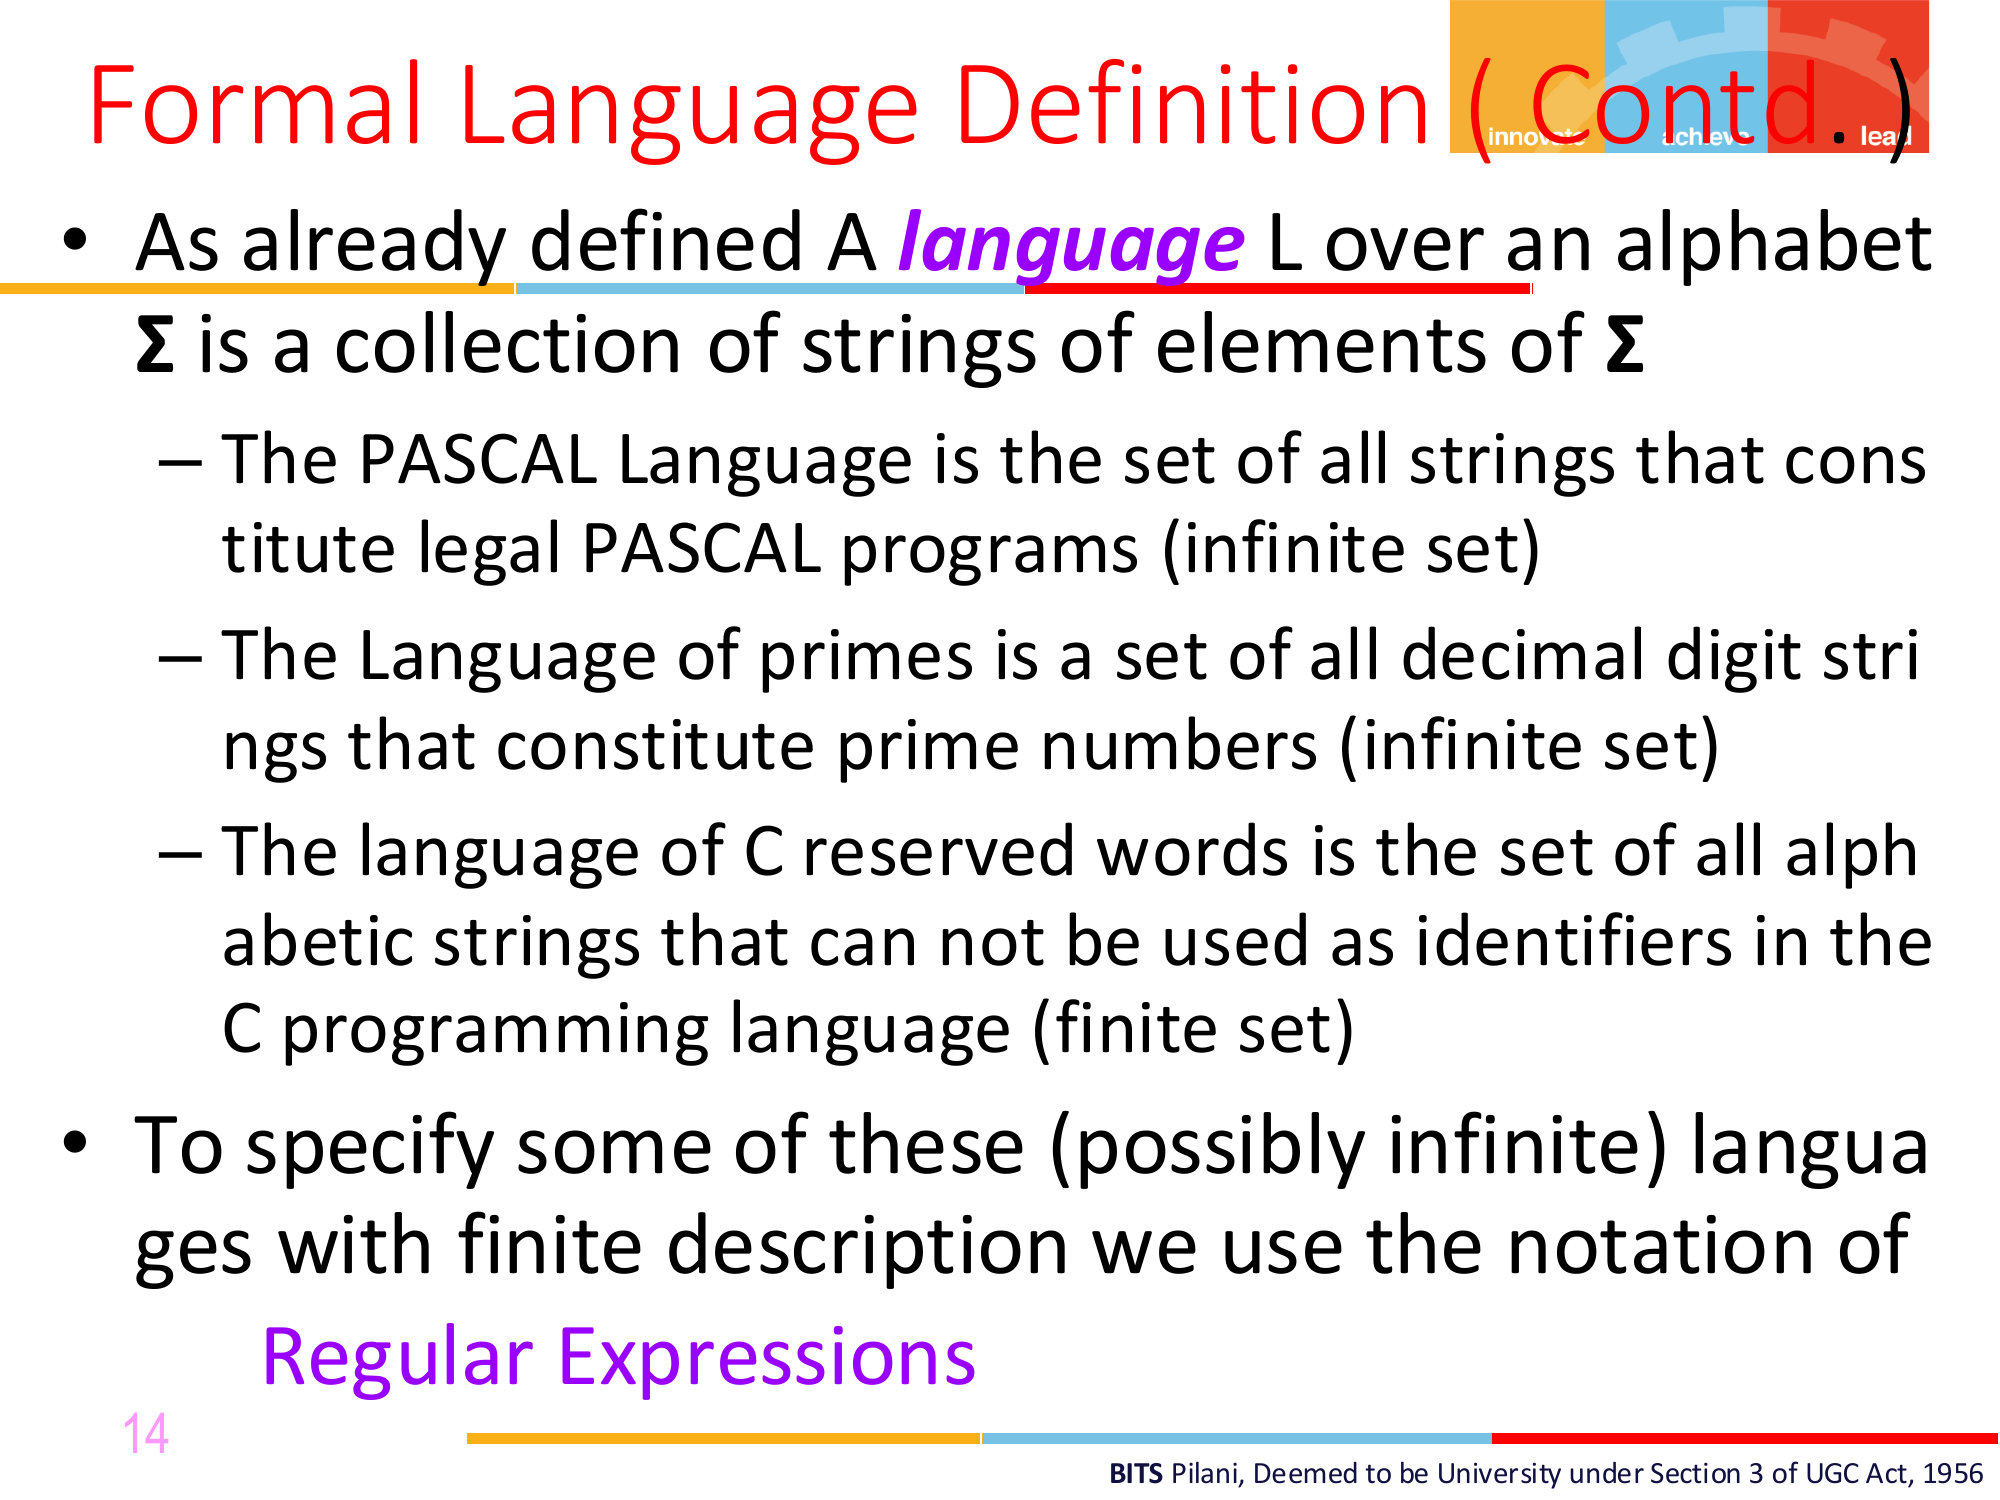 Formal Language Definition ( Contd. )
innovate achieve lead
• As already defined A language L over an alphabet
Σ is a collection of strings of elements of Σ
– The PASCAL Language is the set of all strings that cons
titute legal PASCAL programs (infinite set)
– The Language of primes is a set of all decimal digit stri
ngs that constitute prime numbers (infinite set)
– The language of C reserved words is the set of all alph
abetic strings that can not be used as identifiers in the
C programming language (finite set)
• To specify some of these (possibly infinite) langua
ges with finite description we use the notation of
Regular Expressions
14
BITS Pilani, Deemed to be University under Section 3 of UGC Act, 1956